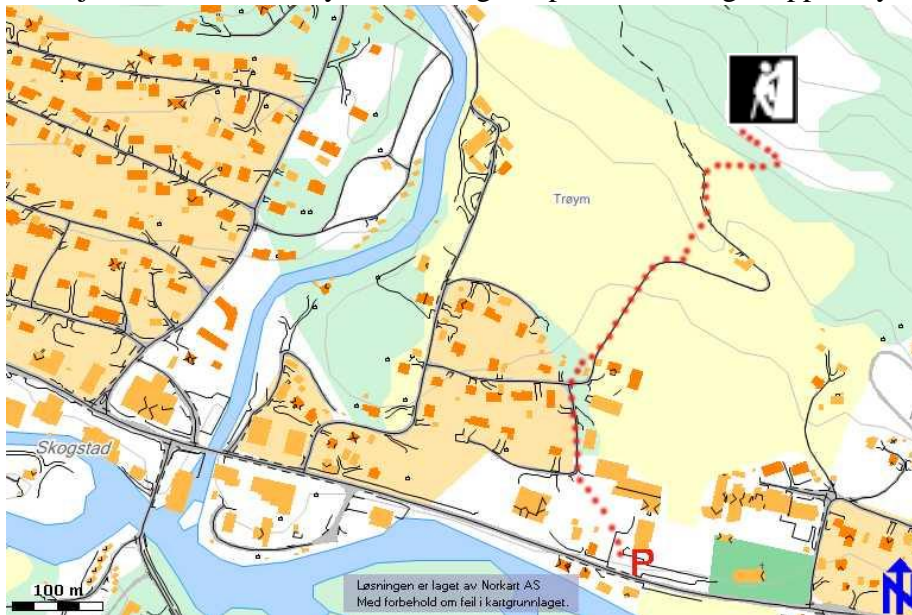 Trøym
Skogstad
P
100 m
Løsningen er laget av Norkart AS
Med forbehold om feil i kartgrunnlaget.
N